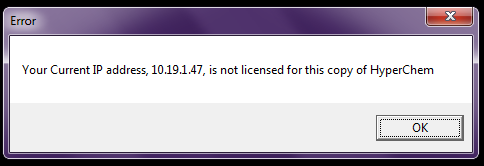 Error
Your Current IP address, 10.19.1.47, is not licensed for this copy of HyperChem
OK